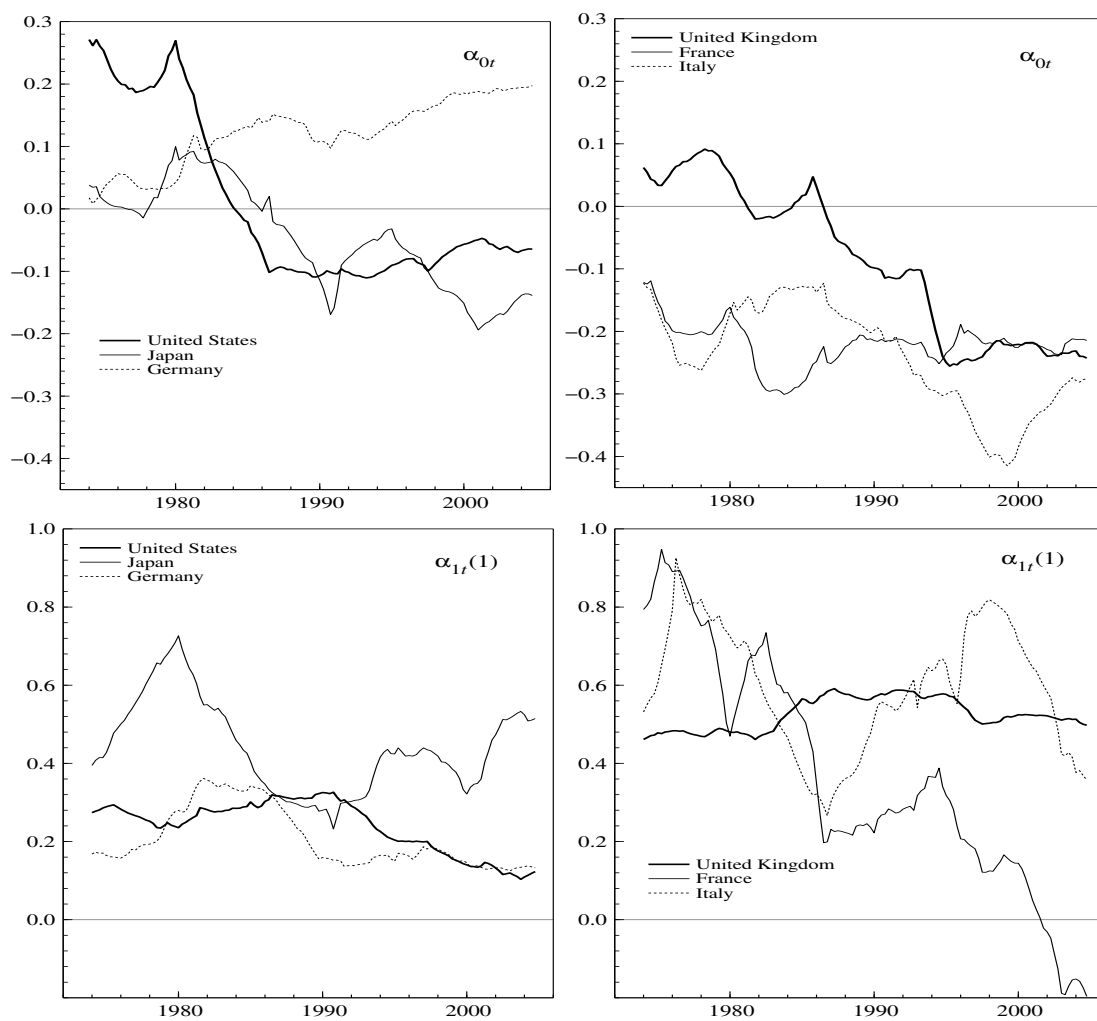 0.3
0.2
0.1
0.0
−0.1
−0.2
−0.3
−0.4
α0t
United States
Japan
Germany
1980 1990 2000
0.3
0.2
0.1
0.0
−0.1
−0.2
−0.3
−0.4
United Kingdom
France
Italy
α0t
1980 1990 2000
1.0
0.8
0.6
0.4
0.2
0.0
United States
Japan
Germany
α1t(1)
1980 1990 2000
1.0
0.8
0.6
0.4
0.2
0.0
α1t(1)
United Kingdom
France
Italy
1980 1990 2000